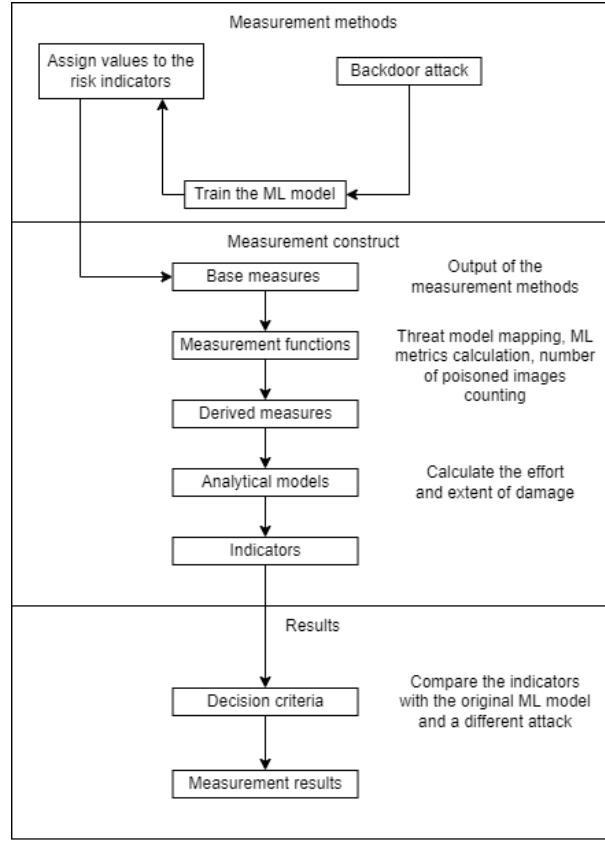 Measurement methods
Assign values to the
risk indicators
Backdoor attack
Train the ML model
Measurement construct
Base measures
Output of the
measurement methods
Measurement functions
Threat model mapping, ML
metrics calculation, number
of poisoned images
counting
Derived measures
Analytical models
Calculate the effort
and extent of damage
Indicators
Results
Decision criteria
Compare the indicators
with the original ML model
and a different attack
Measurement results